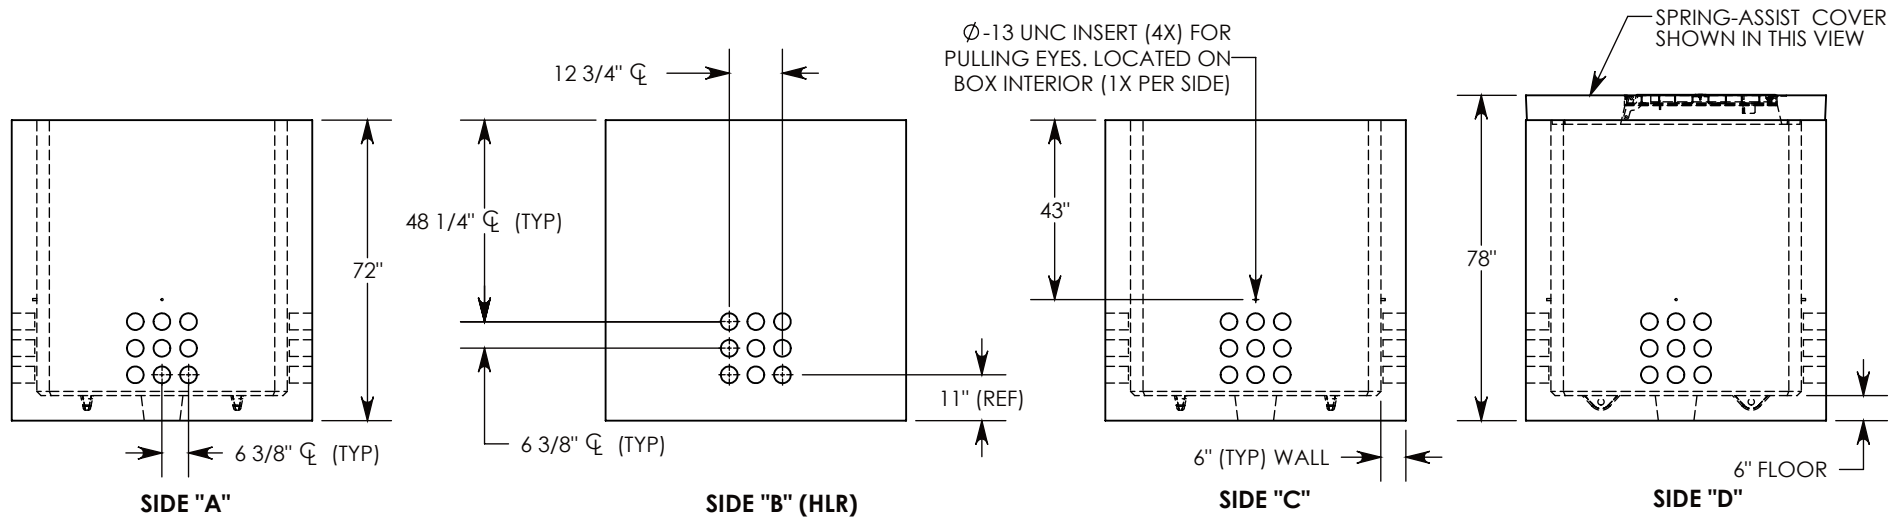 SPRING-ASSIST COVER
SHOWN IN THIS VIEW
Ø-13 UNC INSERT (4X) FOR
PULLING EYES. LOCATED ON
BOX INTERIOR (1X PER SIDE)
12 3/4" ℄
48 1/4" ℄ (TYP)
72"
43"
78"
11" (REF)
6 3/8" ℄ (TYP)
6 3/8" ℄ (TYP)
6" (TYP) WALL
6" FLOOR
SIDE "A"
SIDE "B" (HLR)
SIDE "C"
SIDE "D"